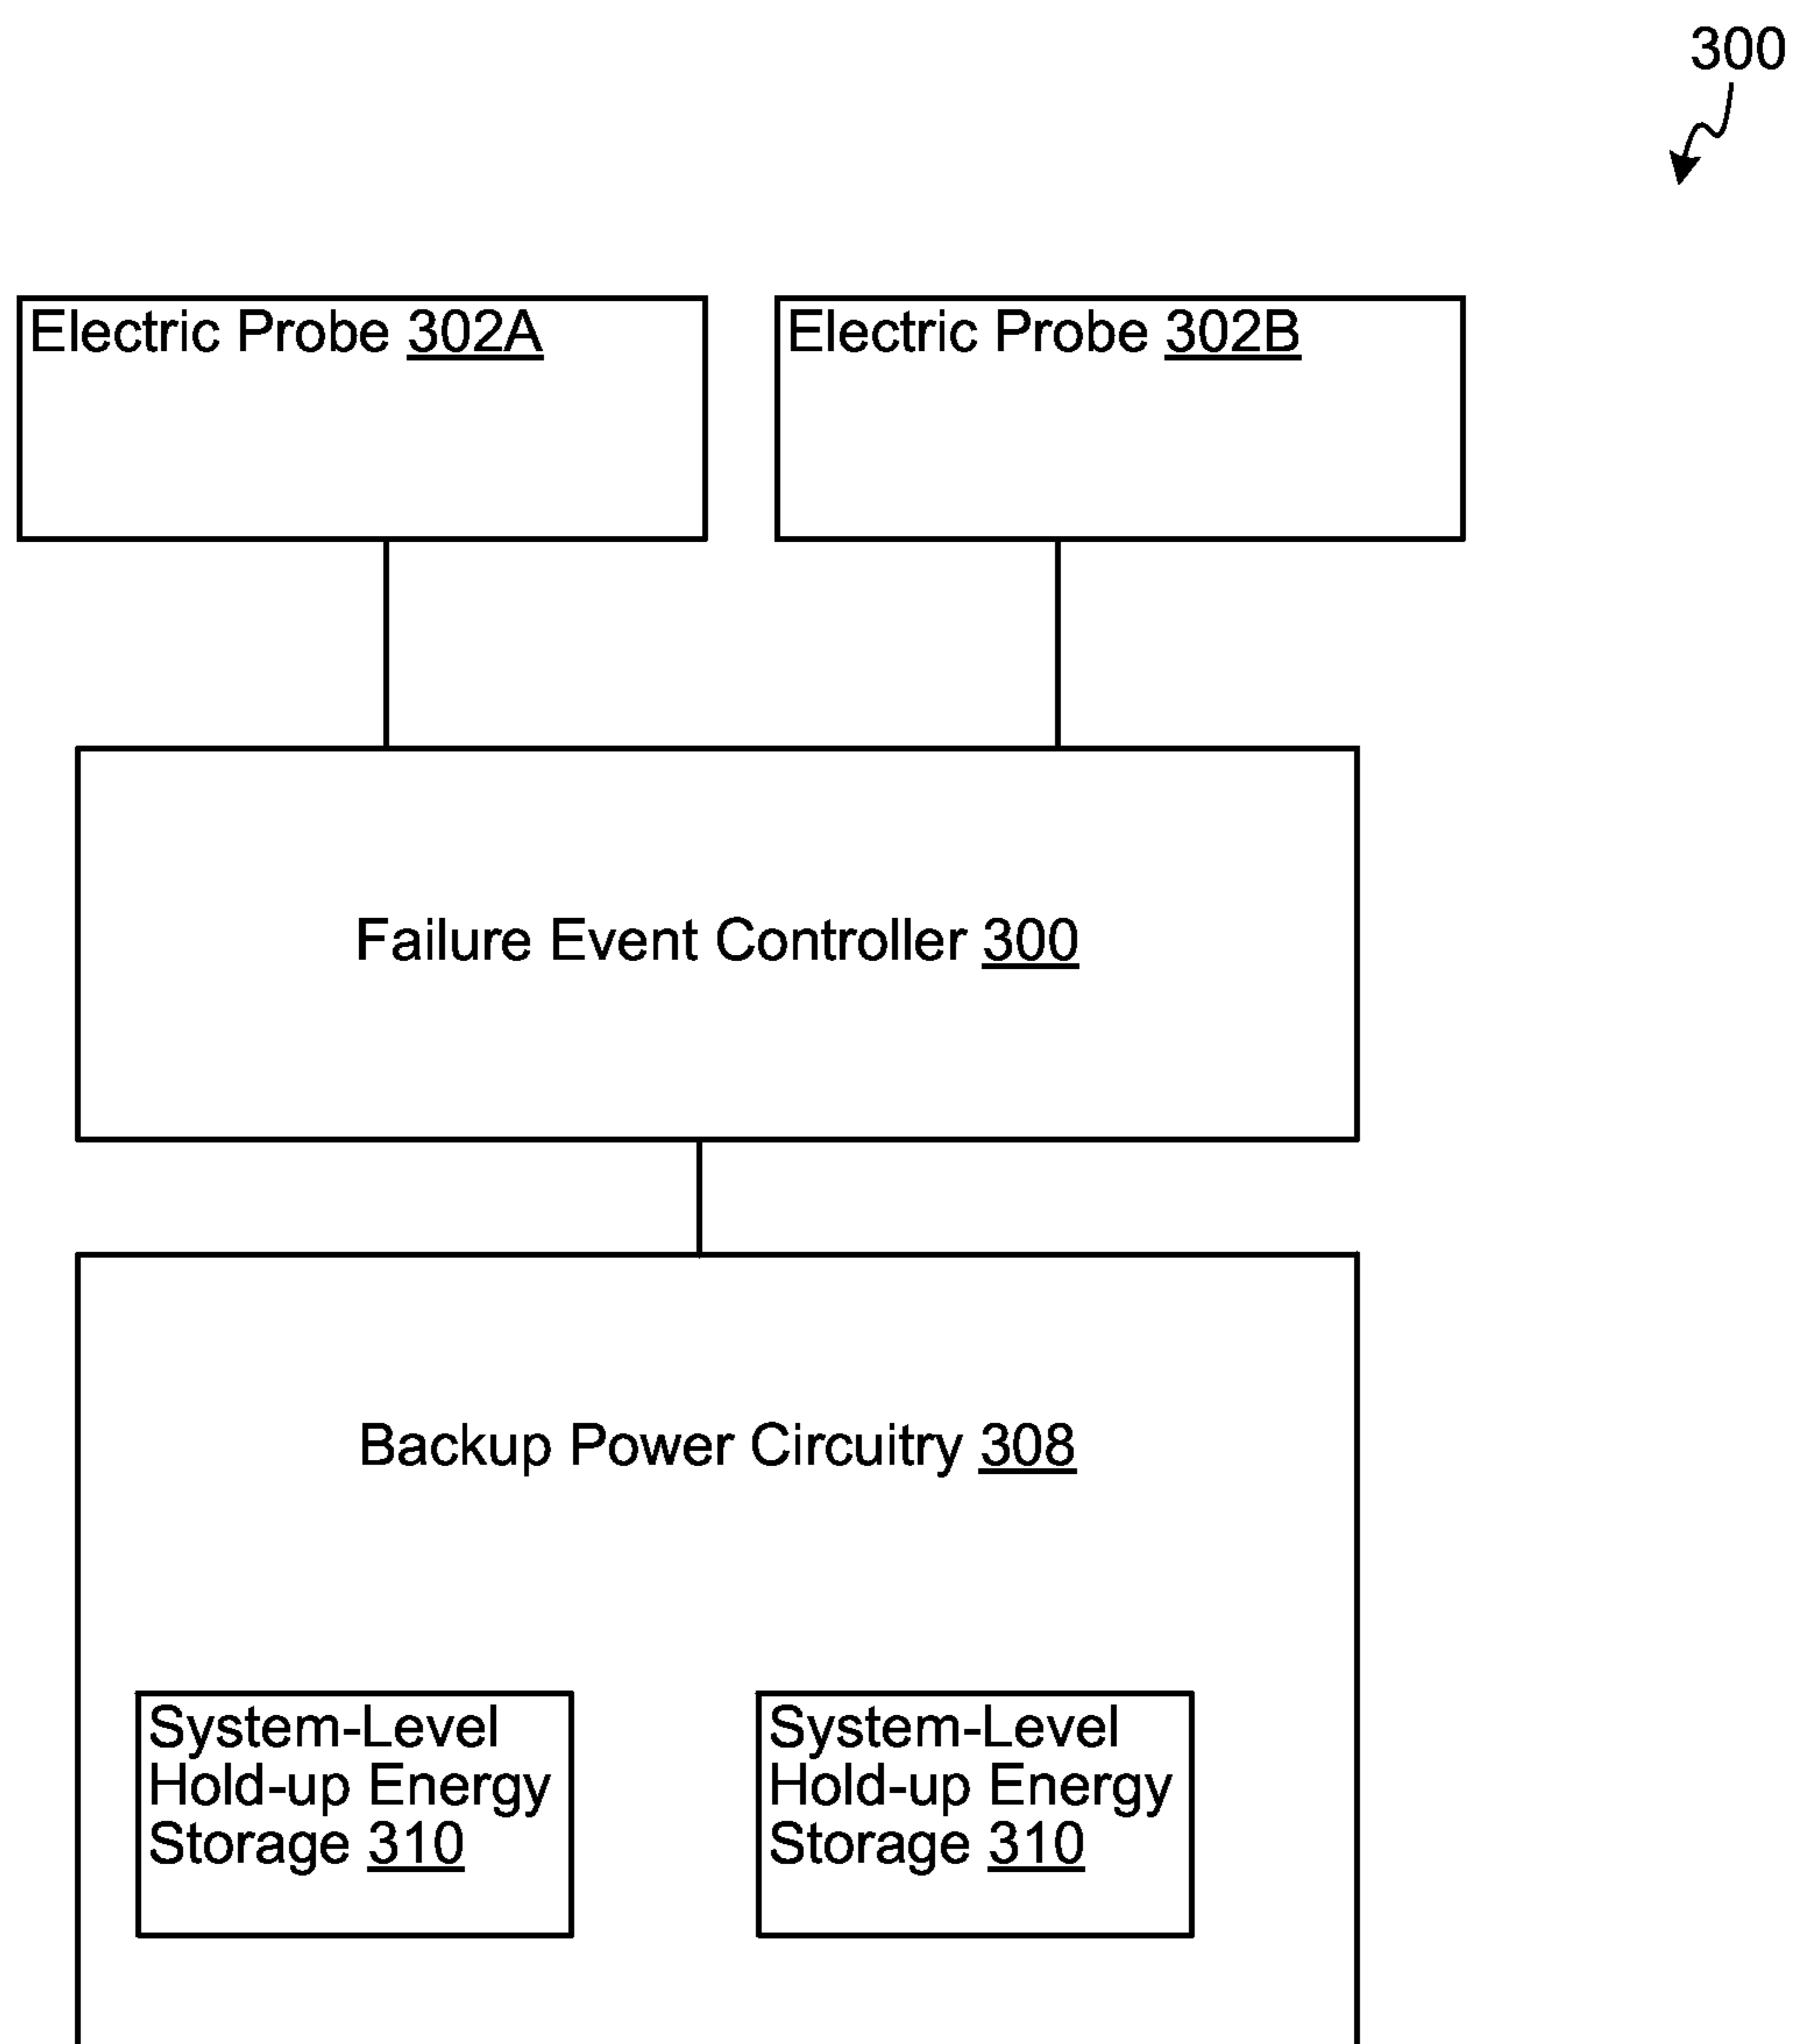 300
Electric Probe 302A
Electric Probe 302B
Failure Event Controller 300
Backup Power Circuitry 308
System-Level
Hold-up Energy
Storage 310
System-Level
Hold-up Energy
Storage 310